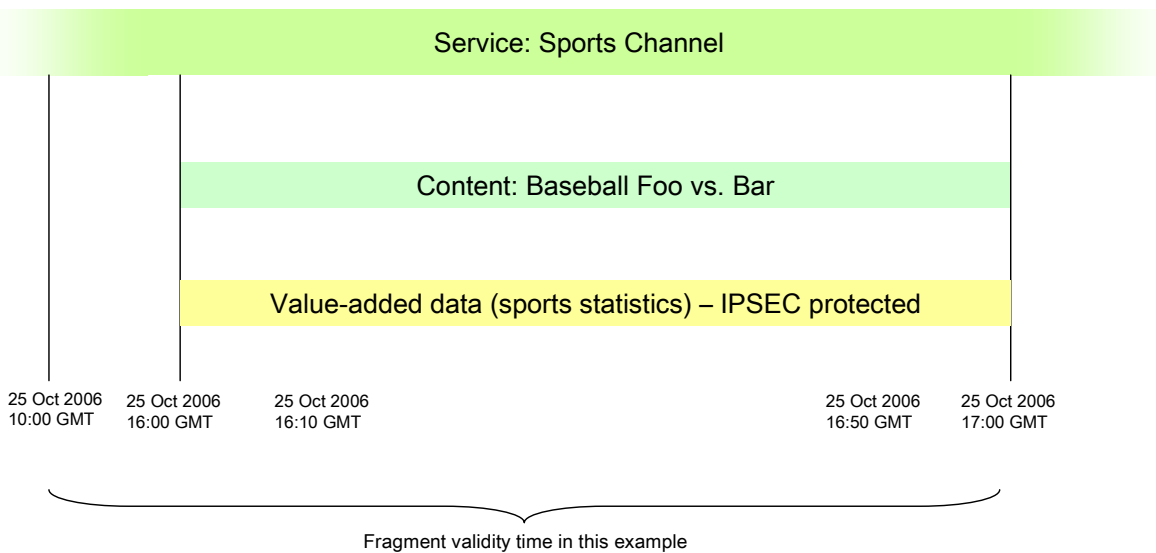 Service: Sports Channel
Content: Baseball Foo vs. Bar
Value-added data (sports statistics) – IPSEC protected
25 Oct 2006
10:00 GMT
25 Oct 2006
16:00 GMT
25 Oct 2006
16:10 GMT
25 Oct 2006
16:50 GMT
25 Oct 2006
17:00 GMT
Fragment validity time in this example